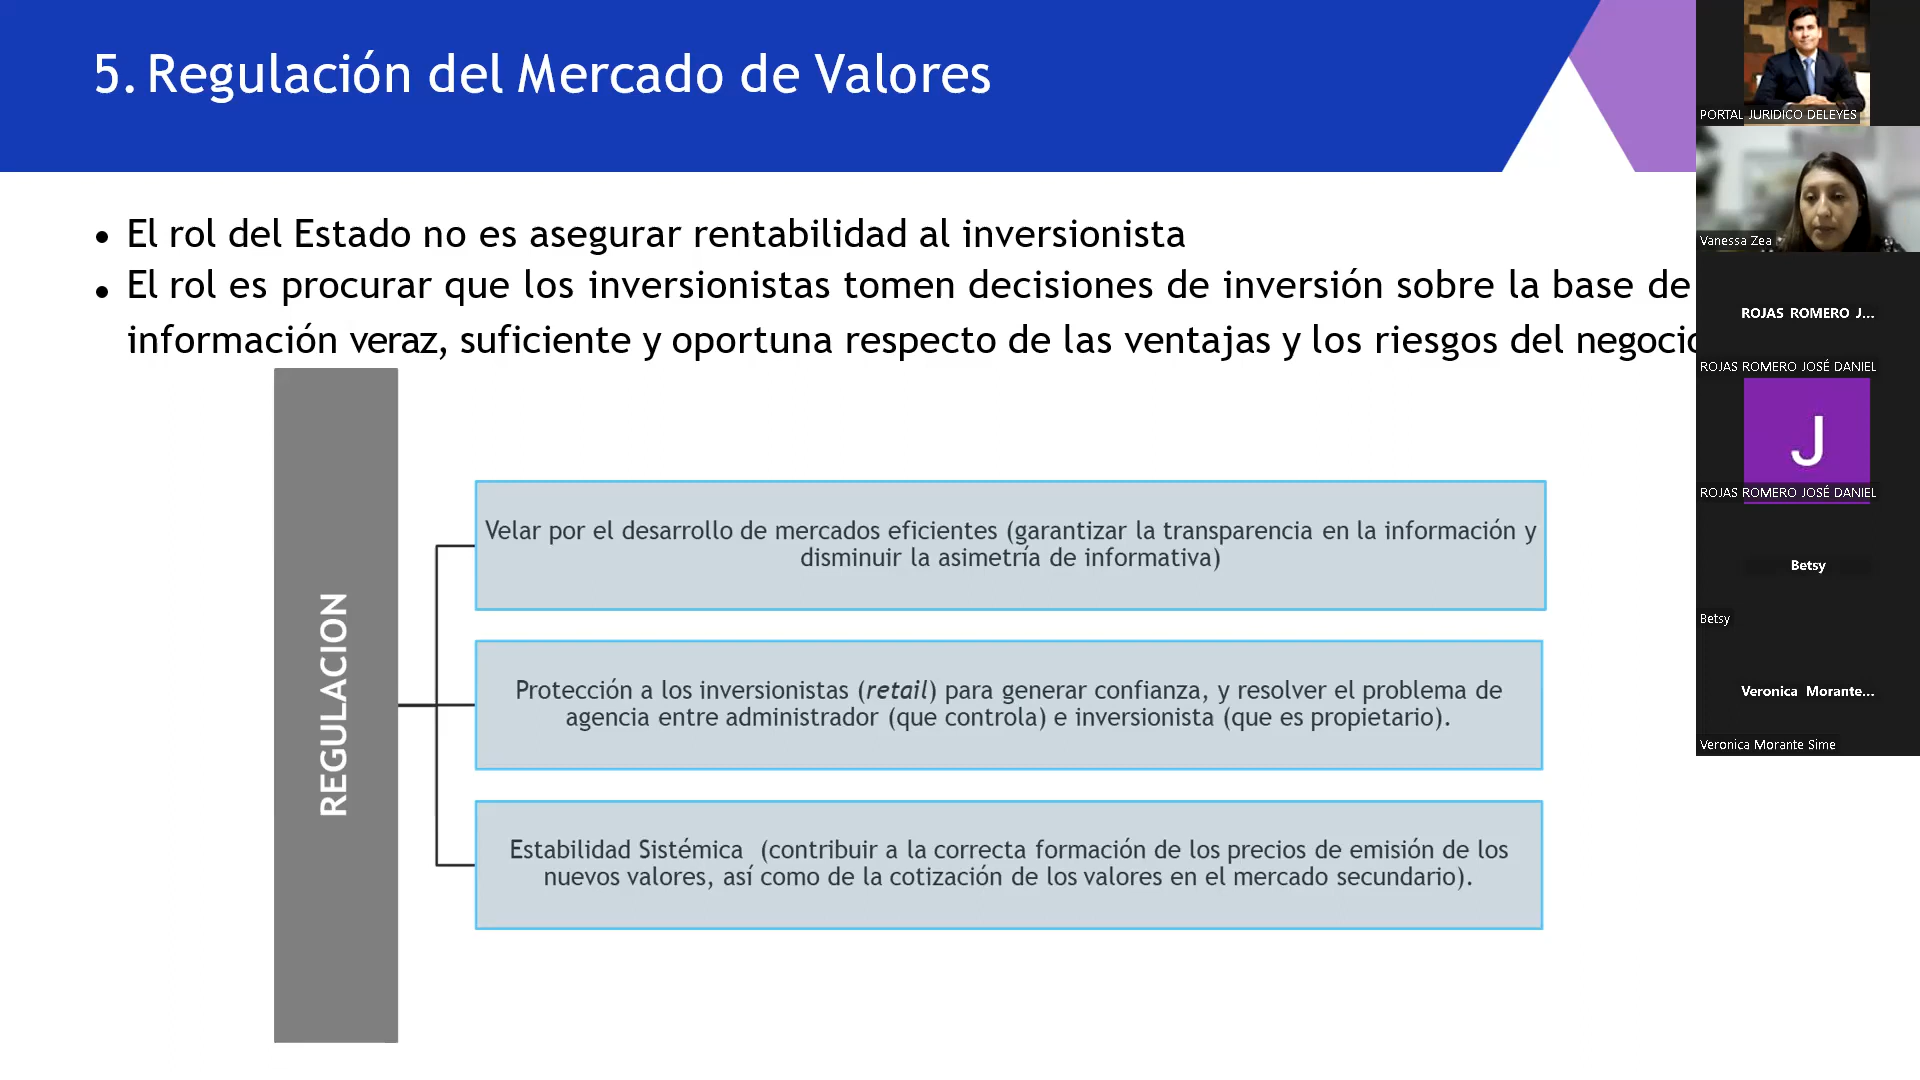 5. Regulación del Mercado de Valores
• El rol del Estado no es asegurar rentabilidad al inversionista
• El rol es procurar que los inversionistas tomen decisiones de inversión sobre la base de
información veraz, suficiente y oportuna respecto de las ventajas y los riesgos del negocio
REGULACION
Velar por el desarrollo de mercados eficientes (garantizar la transparencia en la información y
disminuir la asimetría de informativa)
Protección a los inversionistas (retail) para generar confianza, y resolver el problema de
agencia entre administrador (que controla) e inversionista (que es propietario).
Estabilidad Sistémica (contribuir a la correcta formación de los precios de emisión de los
nuevos valores, así como de la cotización de los valores en el mercado secundario).
PORTAL JURIDICO DELEYES
Vanessa Zea
ROJAS ROMERO J...
ROJAS ROMERO JOSÉ DANIEL
J
ROJAS ROMERO JOSÉ DANIEL
Betsy
Betsy
Veronica Morante...
Veronica Morante Sime